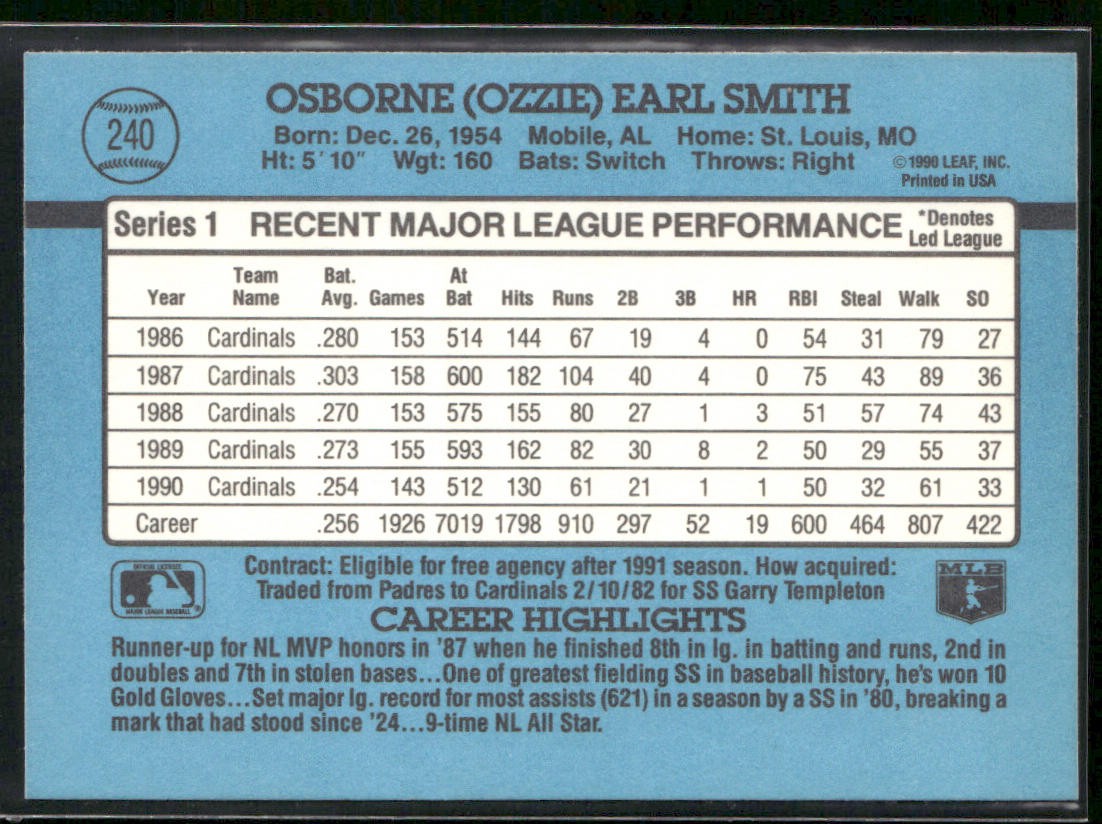 240
OSBORNE (OZZIE) EARL SMITH
Born: Dec. 26, 1954 Mobile, AL Home: St. Louis, MO
Ht: 5'10" Wgt: 160 Bats: Switch Throws: Right
©1990 LEAF, INC.
Printed in USA
Series 1 RECENT MAJOR LEAGUE PERFORMANCE *Denotes
Led League
Year Team Name Bat. Avg. Games At Bat Hits Runs 2B 3B HR RBI Steal Walk SO
1986 Cardinals .280 153 514 144 67 19 4 0 54 31 79 27
1987 Cardinals .303 158 600 182 104 40 4 0 75 43 89 36
1988 Cardinals .270 153 575 155 80 27 1 3 51 57 74 43
1989 Cardinals .273 155 593 162 82 30 8 2 50 29 55 37
1990 Cardinals .254 143 512 130 61 21 1 1 50 32 61 33
Career .256 1926 7019 1798 910 297 52 19 600 464 807 422
OFFICIAL LICENSEE
MAJOR LEAGUE BASEBALL ®
Contract: Eligible for free agency after 1991 season. How acquired:
Traded from Padres to Cardinals 2/10/82 for SS Garry Templeton
MLB
CAREER HIGHLIGHTS
Runner-up for NL MVP honors in '87 when he finished 8th in lg. in batting and runs, 2nd in
doubles and 7th in stolen bases...One of greatest fielding SS in baseball history, he's won 10
Gold Gloves...Set major lg. record for most assists (621) in a season by a SS in '80, breaking a
mark that had stood since '24...9-time NL All Star.